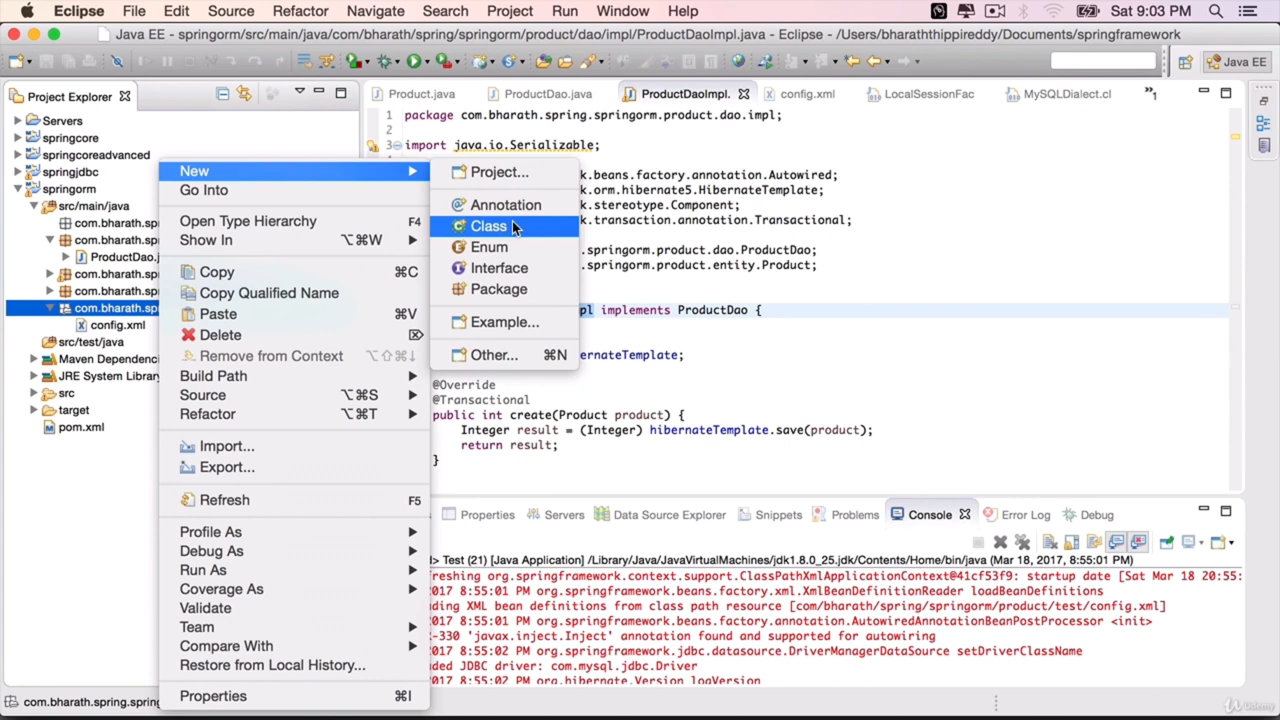 Eclipse File Edit Source Refactor Navigate Search Project Run Window Help Sat 9:03 PM
Java EE - springorm/src/main/java/com/bharath/spring/springorm/product/dao/impl/ProductDaoImpl.java - Eclipse - /Users/bharaththippireddy/Documents/springframework
Java EE
Project Explorer
Servers
springcore
springcoreadvanced
springjdbc
springorm
src/main/java
com.bharath.spr
com.bharath.spr
ProductDao.j
com.bharath.spr
com.bharath.spr
com.bharath.spr
config.xml
src/test/java
Maven Dependenc
JRE System Library
src
target
pom.xml
New
Go Into
Open Type Hierarchy F4
Show In ⌥⌘W
Copy ⌘C
Copy Qualified Name
Paste ⌘V
Delete ⌦
Remove from Context ⌥⇧⌘↓
Build Path
Source ⌥⌘S
Refactor ⌥⌘T
Import...
Export...
Refresh F5
Profile As
Debug As
Run As
Coverage As
Validate
Team
Compare With
Restore from Local History...
Properties ⌘I
Project...
Annotation
Class
Enum
Interface
Package
Example...
Other... ⌘N
Product.java ProductDao.java ProductDaoImpl. config.xml LocalSessionFac MySQLDialect.cl »1
1 package com.bharath.spring.springorm.product.dao.impl;
2
3 import java.io.Serializable;
k.beans.factory.annotation.Autowired;
k.orm.hibernate5.HibernateTemplate;
k.stereotype.Component;
k.transaction.annotation.Transactional;
.springorm.product.dao.ProductDao;
.springorm.product.entity.Product;
pl implements ProductDao {
ibernateTemplate;
@Override
@Transactional
public int create(Product product) {
Integer result = (Integer) hibernateTemplate.save(product);
return result;
}
Properties Servers Data Source Explorer Snippets Problems Console Error Log Debug
d> Test (21) [Java Application] /Library/Java/JavaVirtualMachines/jdk1.8.0_25.jdk/Contents/Home/bin/java (Mar 18, 2017, 8:55:01 PM)
freshing org.springframework.context.support.ClassPathXmlApplicationContext@41cf53f9: startup date [Sat Mar 18 20:55:
2017 8:55:01 PM org.springframework.beans.factory.xml.XmlBeanDefinitionReader loadBeanDefinitions
ding XML bean definitions from class path resource [com/bharath/spring/springorm/product/test/config.xml]
2017 8:55:01 PM org.springframework.beans.factory.annotation.AutowiredAnnotationBeanPostProcessor <init>
R-330 'javax.inject.Inject' annotation found and supported for autowiring
2017 8:55:02 PM org.springframework.jdbc.datasource.DriverManagerDataSource setDriverClassName
ded JDBC driver: com.mysql.jdbc.Driver
2017 8:55:02 PM org.hibernate.Version logVersion
com.bharath.spring.spring
Udemy